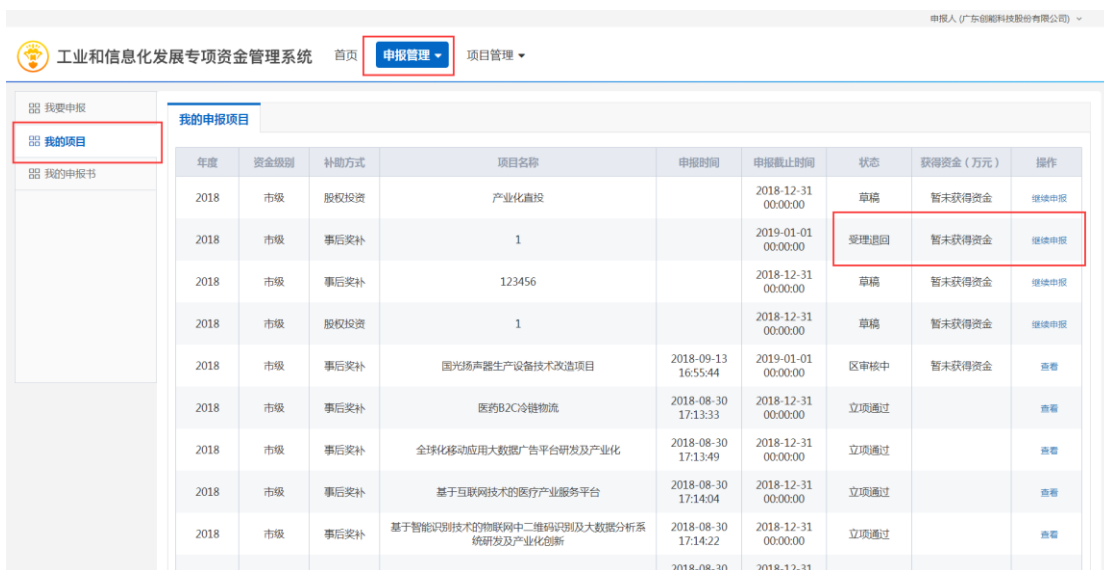 申报人 (广东创能科技股份有限公司)
工业和信息化发展专项资金管理系统 首页 申报管理 项目管理
我要申报
我的项目
我的申报书
我的申报项目
年度 资金级别 补助方式 项目名称 申报时间 申报截止时间 状态 获得资金（万元） 操作
2018 市级 股权投资 产业化直投 2018-12-31 00:00:00 草稿 暂未获得资金 继续申报
2018 市级 事后奖补 1 2019-01-01 00:00:00 受理退回 暂未获得资金 继续申报
2018 市级 事后奖补 123456 2018-12-31 00:00:00 草稿 暂未获得资金 继续申报
2018 市级 股权投资 1 2018-12-31 00:00:00 草稿 暂未获得资金 继续申报
2018 市级 事后奖补 国光扬声器生产设备技术改造项目 2018-09-13 16:55:44 2019-01-01 00:00:00 区审核中 暂未获得资金 查看
2018 市级 事后奖补 医药B2C冷链物流 2018-08-30 17:13:33 2018-12-31 00:00:00 立项通过 查看
2018 市级 事后奖补 全球化移动应用大数据广告平台研发及产业化 2018-08-30 17:13:49 2018-12-31 00:00:00 立项通过 查看
2018 市级 事后奖补 基于互联网技术的医疗产业服务平台 2018-08-30 17:14:04 2018-12-31 00:00:00 立项通过 查看
2018 市级 事后奖补 基于智能识别技术的物联网中二维码识别及大数据分析系统研发及产业化创新 2018-08-30 17:14:22 2018-12-31 00:00:00 立项通过 查看
2018-08-30 2018-12-31